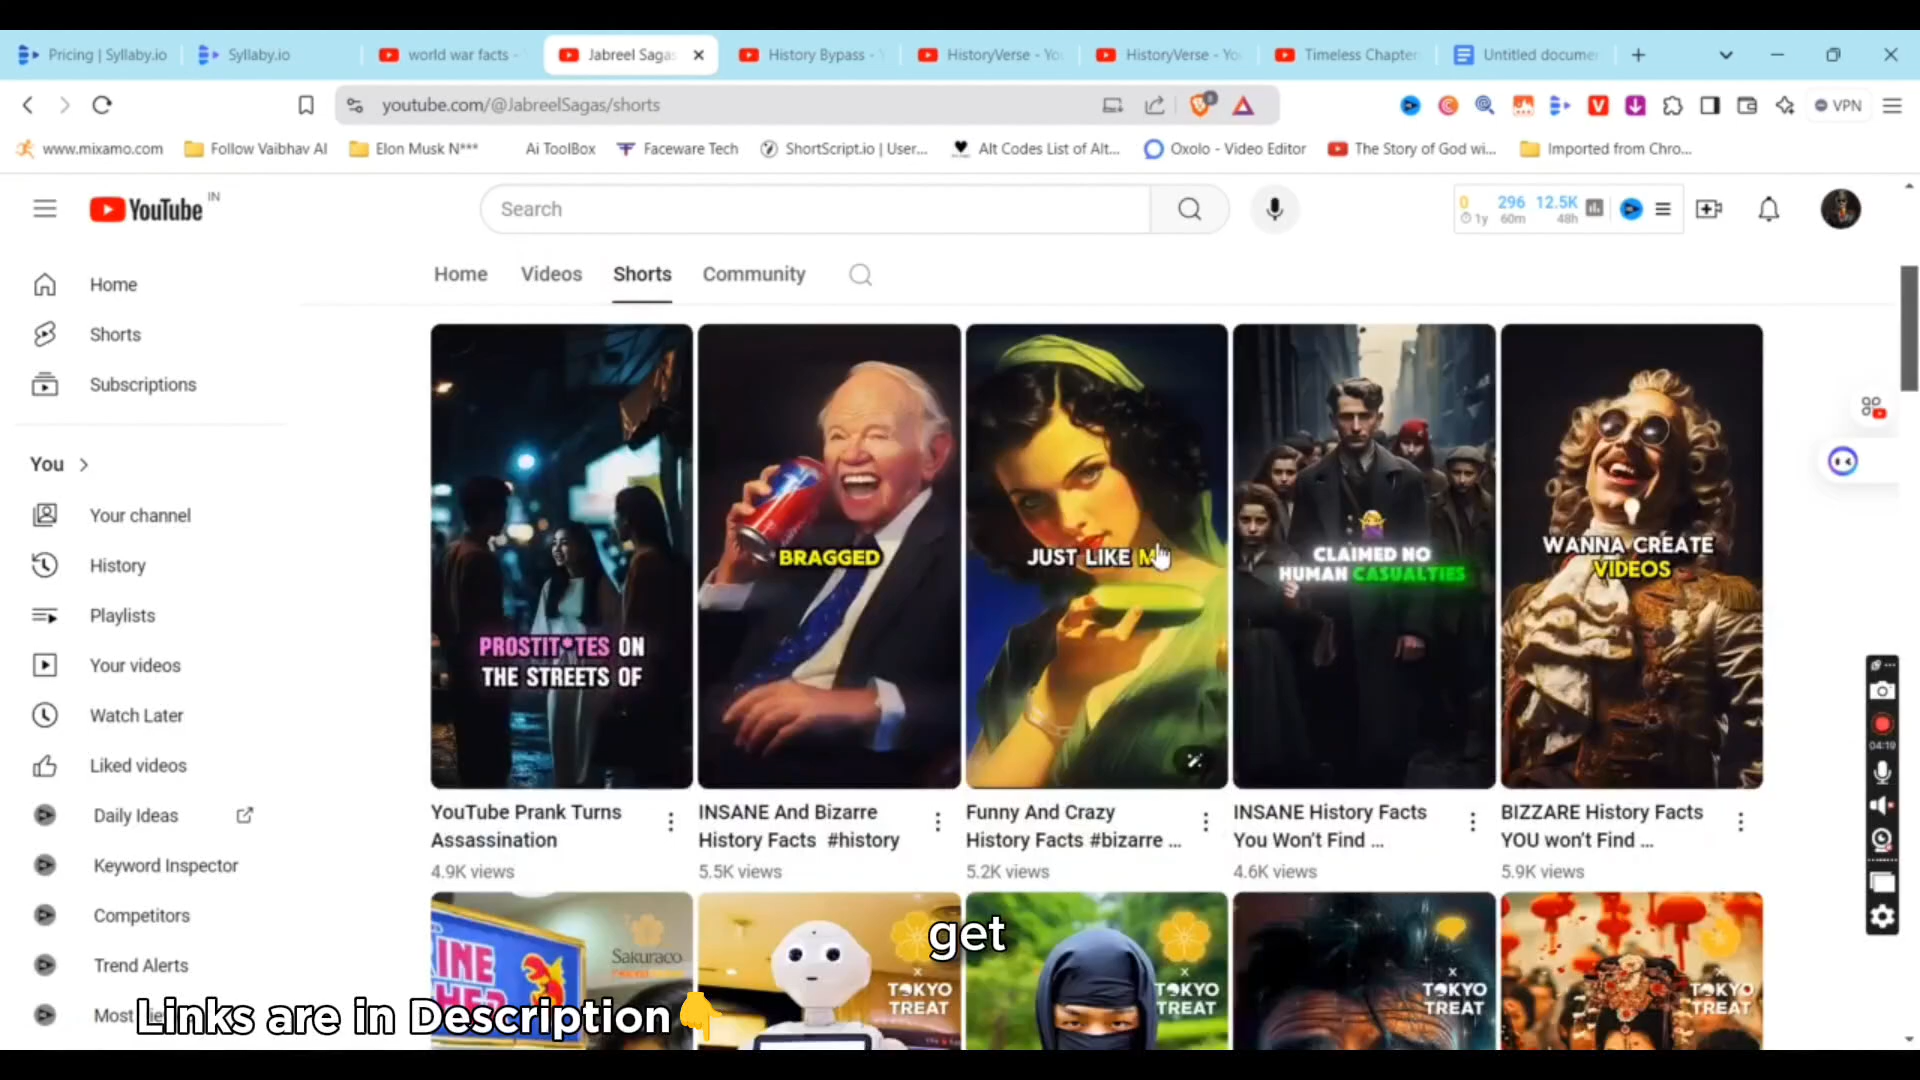 Pricing | Syllaby.io
Syllaby.io
world war facts -
Jabreel Sagas
History Bypass -
HistoryVerse - Yo
HistoryVerse - Yo
Timeless Chapter
Untitled docume
youtube.com/@JabreelSagas/shorts
VPN
www.mixamo.com
Follow Vaibhav AI
Elon Musk N***
Ai ToolBox
Faceware Tech
ShortScript.io | User...
Alt Codes List of Alt...
Oxolo - Video Editor
The Story of God wi...
Imported from Chro...
YouTube IN
Search
0 296 12.5K
1y 60m 48h
Home
Videos
Shorts
Community
Home
Shorts
Subscriptions
You
Your channel
History
Playlists
Your videos
Watch Later
Liked videos
Daily Ideas
Keyword Inspector
Competitors
Trend Alerts
Most
PROSTIT*TES ON
THE STREETS OF
BRAGGED
JUST LIKE M
CLAIMED NO
HUMAN CASUALTIES
WANNA CREATE
VIDEOS
YouTube Prank Turns
Assassination
4.9K views
INSANE And Bizarre
History Facts #history
5.5K views
Funny And Crazy
History Facts #bizarre ...
5.2K views
INSANE History Facts
You Won't Find ...
4.6K views
BIZZARE History Facts
YOU won't Find ...
5.9K views
04:19
Sakuraco
TOKYO
TREAT
TOKYO
TREAT
TOKYO
TREAT
TOKYO
TREAT
get
Links are in Description